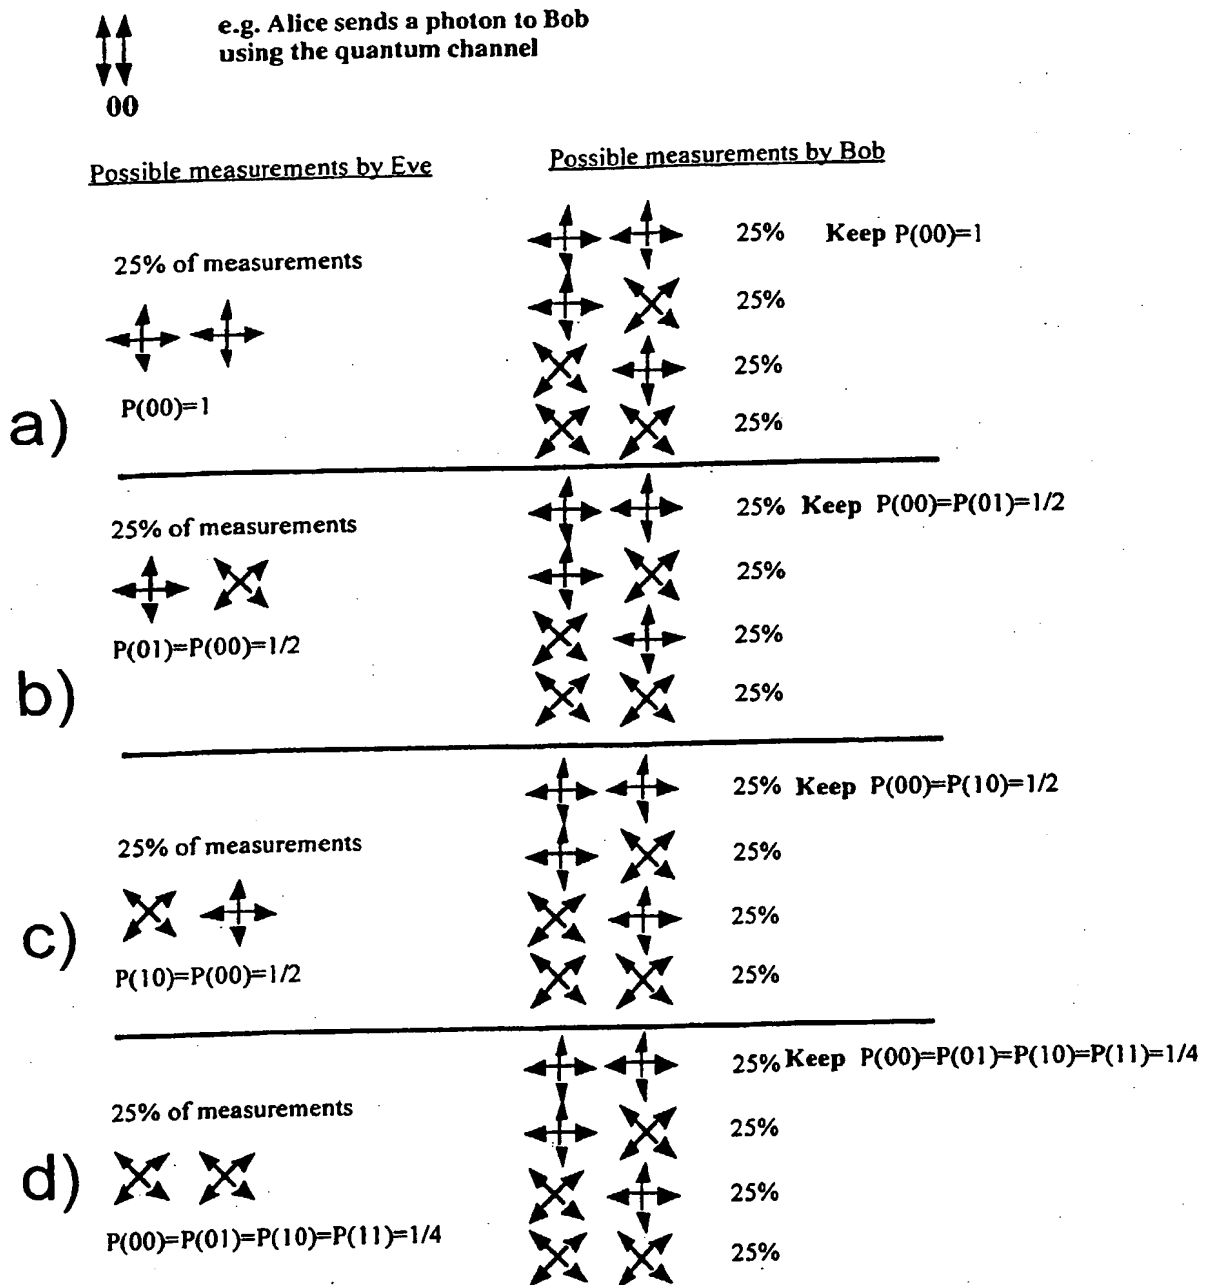 e.g. Alice sends a photon to Bob
using the quantum channel
00
Possible measurements by Eve
Possible measurements by Bob
a)
25% of measurements
P(00)=1
25% Keep P(00)=1
25%
25%
25%
b)
25% of measurements
P(01)=P(00)=1/2
25% Keep P(00)=P(01)=1/2
25%
25%
25%
c)
25% of measurements
P(10)=P(00)=1/2
25% Keep P(00)=P(10)=1/2
25%
25%
25%
d)
25% of measurements
P(00)=P(01)=P(10)=P(11)=1/4
25% Keep P(00)=P(01)=P(10)=P(11)=1/4
25%
25%
25%